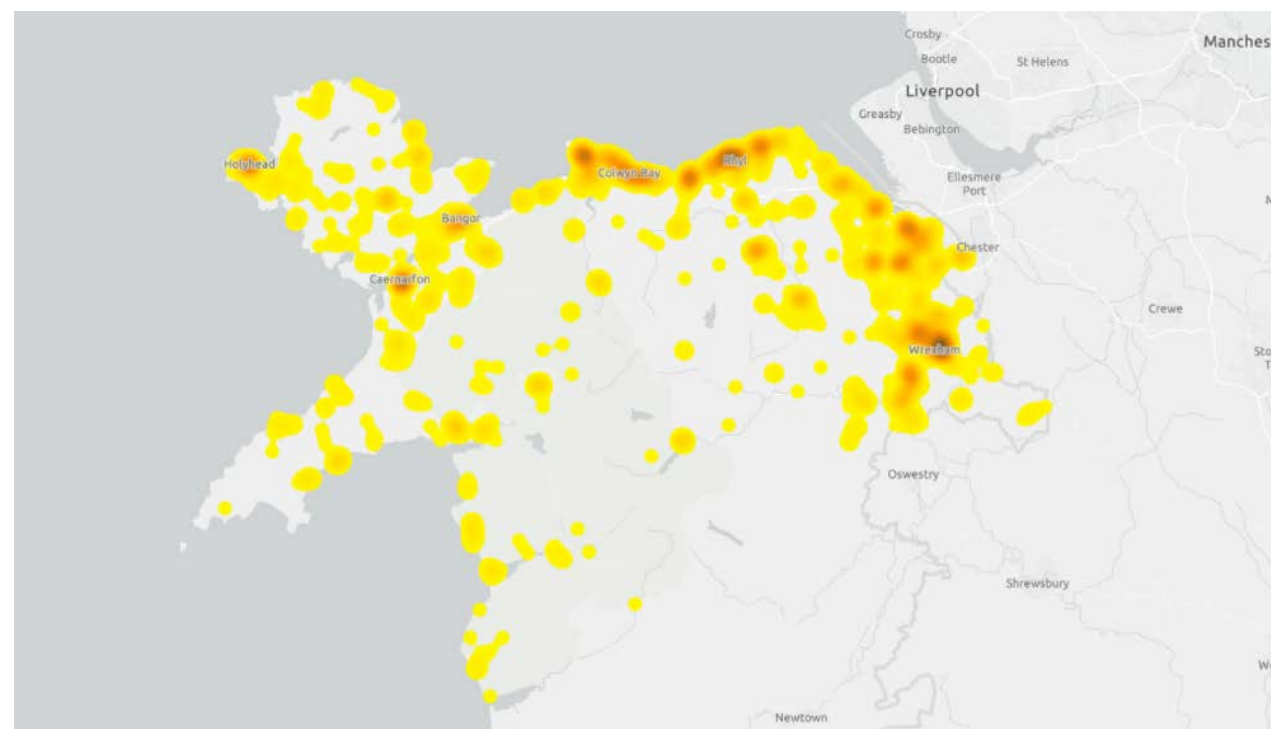 Crosby
Manches
Bootle
St Helens
Liverpool
Greasby
Bebington
Holyhead
Rhyl
Colwyn Bay
Ellesmere
Port
Bangor
Chester
Caernarfon
Crewe
Wrexham
Sto
T
Oswestry
Shrewsbury
W
Newtown